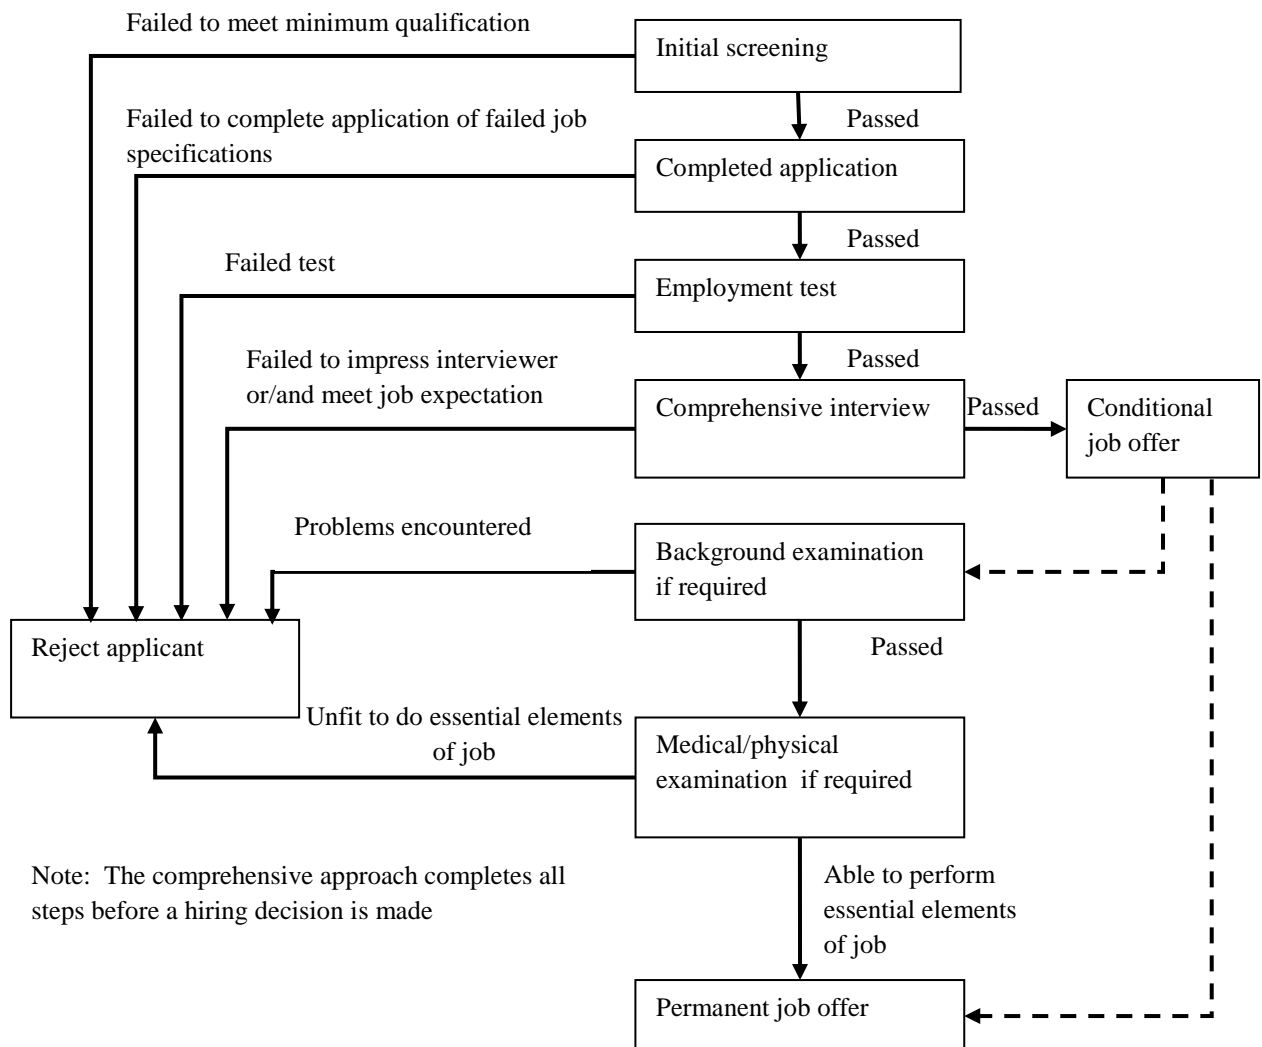 Failed to meet minimum qualification
Initial screening
Passed
Failed to complete application of failed job
specifications
Completed application
Passed
Failed test
Employment test
Passed
Failed to impress interviewer
or/and meet job expectation
Comprehensive interview
Passed
Conditional
job offer
Problems encountered
Background examination
if required
Passed
Reject applicant
Unfit to do essential elements
of job
Medical/physical
examination  if required
Note:  The comprehensive approach completes all
steps before a hiring decision is made
Able to perform
essential elements
of job
Permanent job offer